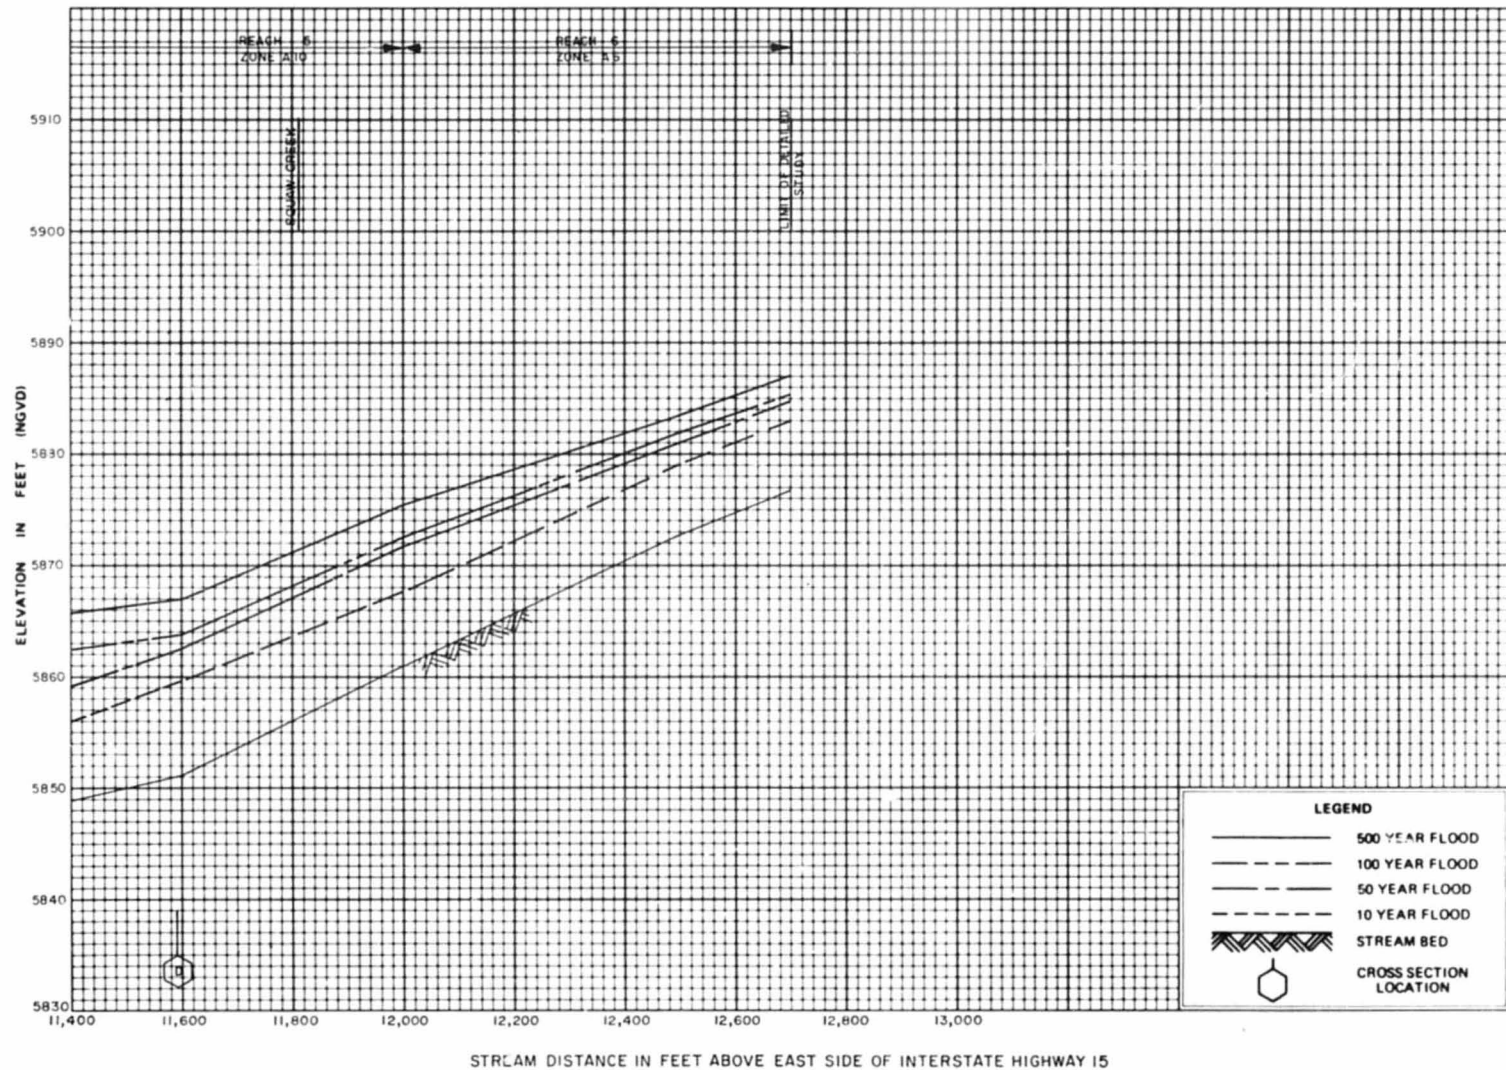 REACH 5
ZONE A10
REACH 6
ZONE A5
SQUAW CREEK
LIMIT OF DETAILED
STUDY
ELEVATION IN FEET (NGVD)
5910
5900
5890
5830
5870
5860
5850
5840
5830
11,400
11,600
11,800
12,000
12,200
12,400
12,600
12,800
13,000
STREAM DISTANCE IN FEET ABOVE EAST SIDE OF INTERSTATE HIGHWAY 15
D
LEGEND
500 YEAR FLOOD
100 YEAR FLOOD
50 YEAR FLOOD
10 YEAR FLOOD
STREAM BED
CROSS SECTION
LOCATION